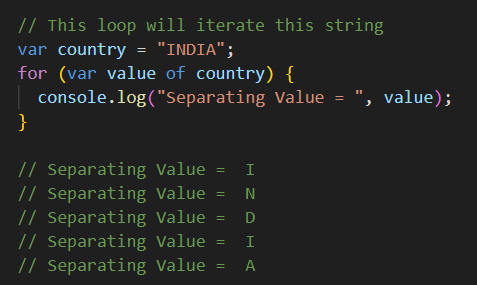 // This loop will iterate this string
var country = "INDIA";
for (var value of country) {
  console.log("Separating Value = ", value);
}

// Separating Value =  I
// Separating Value =  N
// Separating Value =  D
// Separating Value =  I
// Separating Value =  A